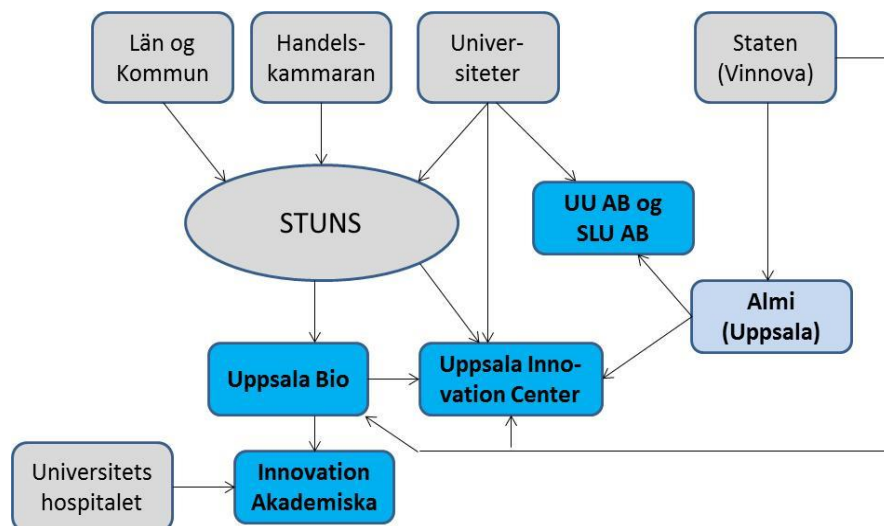 Län og
Kommun
Handels-
kammaran
Univer-
siteter
Staten
(Vinnova)
STUNS
UU AB og
SLU AB
Almi
(Uppsala)
Uppsala Bio
Uppsala Inno-
vation Center
Universitets
hospitalet
Innovation
Akademiska